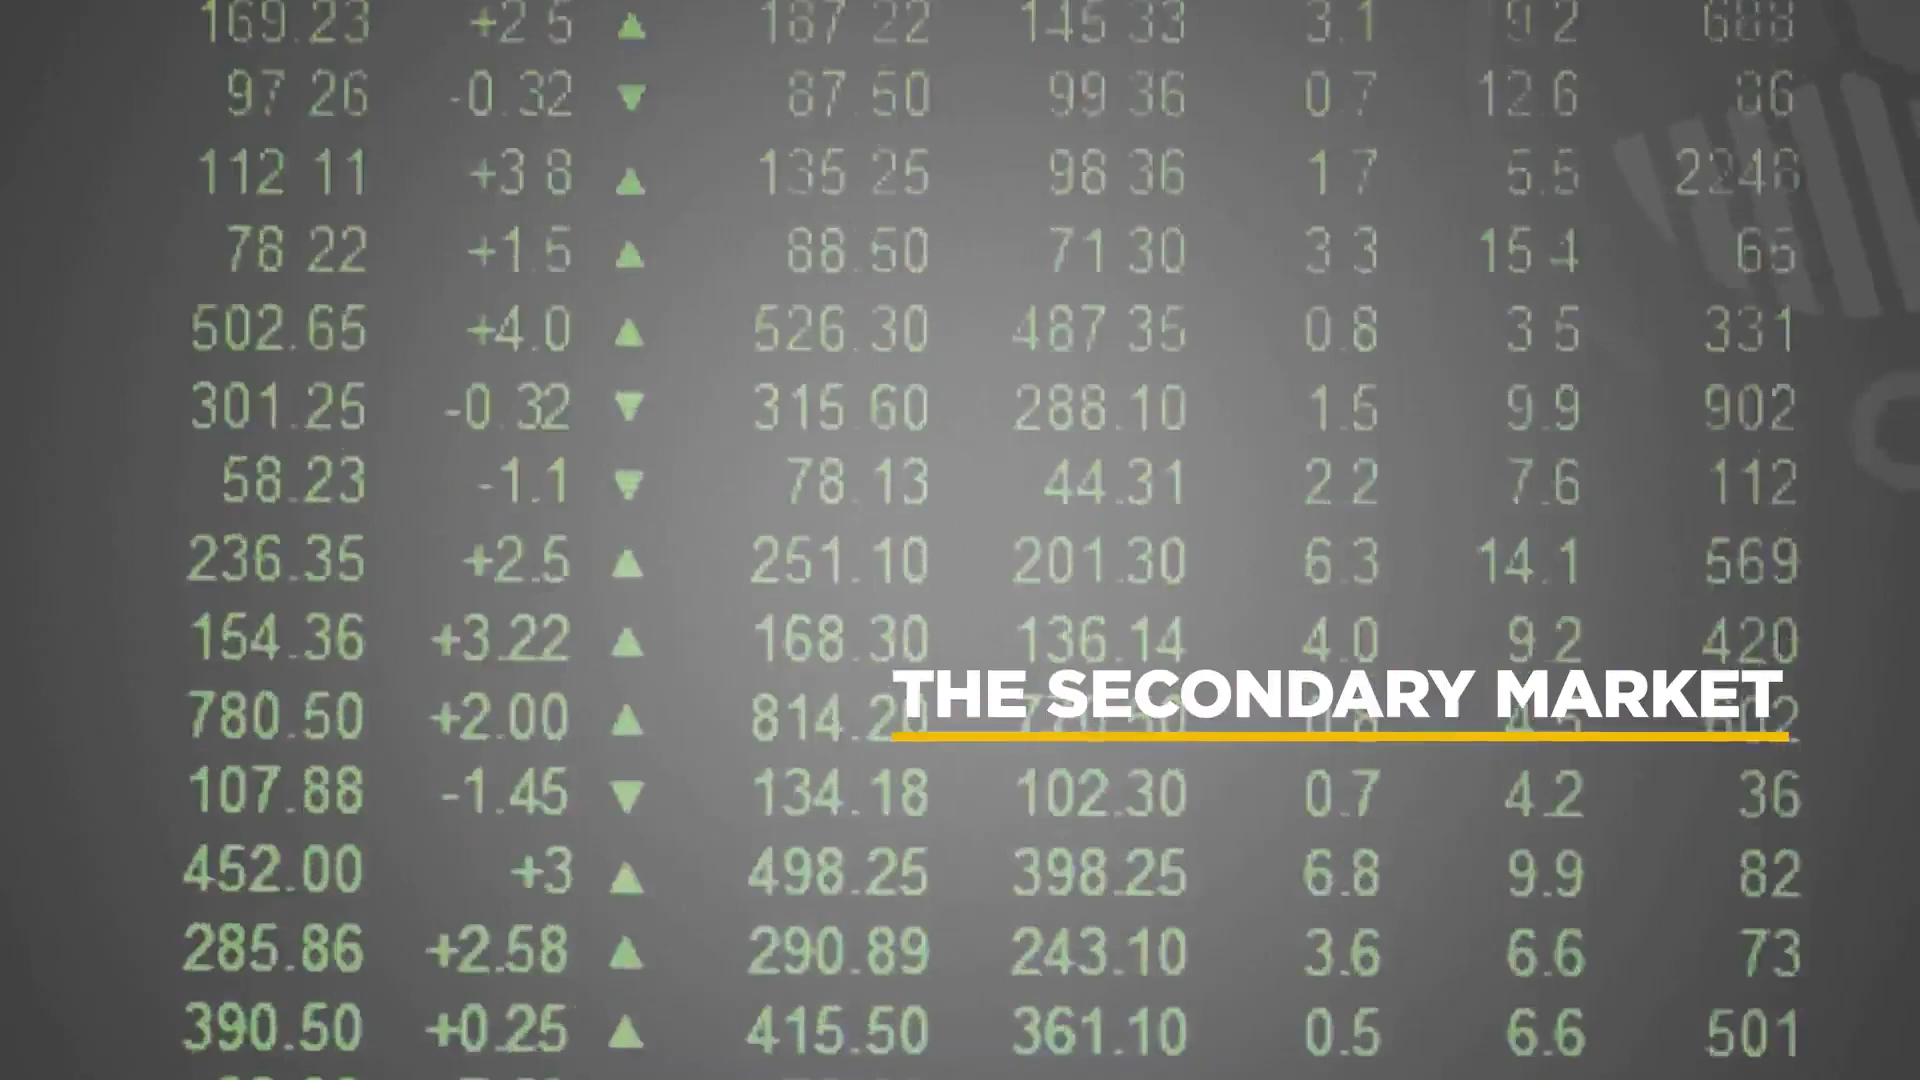 169.23 +2.5 ▲ 187 22 145 33 3.1 9 2 688
97 26 -0.32 ▼ 87 50 99 36 0 7 12 6 86
112 11 +3 8 ▲ 135 25 98 36 1 7 5.5 2248
78 22 +1.5 ▲ 88.50 71 30 3 3 15 4 65
502.65 +4.0 ▲ 526.30 487 35 0.8 3 5 331
301.25 -0.32 ▼ 315 60 288.10 1.5 9.9 902
58.23 -1.1 ▼ 78.13 44.31 2.2 7.6 112
236.35 +2.5 ▲ 251.10 201.30 6.3 14.1 569
154.36 +3.22 ▲ 168.30 136.14 4.0 9.2 420
THE SECONDARY MARKET
780.50 +2.00 ▲
107.88 -1.45 ▼ 134.18 102.30 0.7 4.2 36
452.00 +3 ▲ 498.25 398.25 6.8 9.9 82
285.86 +2.58 ▲ 290.89 243.10 3.6 6.6 73
390.50 +0.25 ▲ 415.50 361.10 0.5 6.6 501